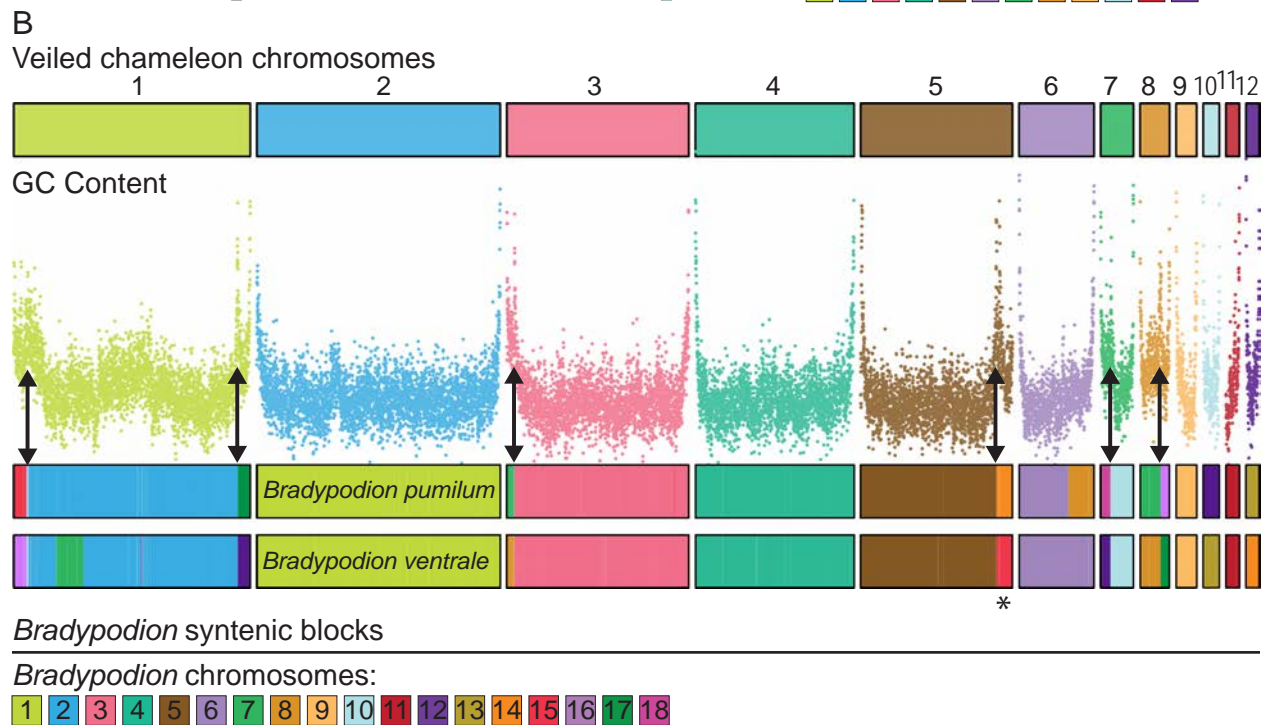 B
Veiled chameleon chromosomes
1 2 3 4 5 6 7 8 9 10 11 12
GC Content
Bradypodion pumilum
Bradypodion ventrale
*
Bradypodion syntenic blocks
Bradypodion chromosomes:
1 2 3 4 5 6 7 8 9 10 11 12 13 14 15 16 17 18